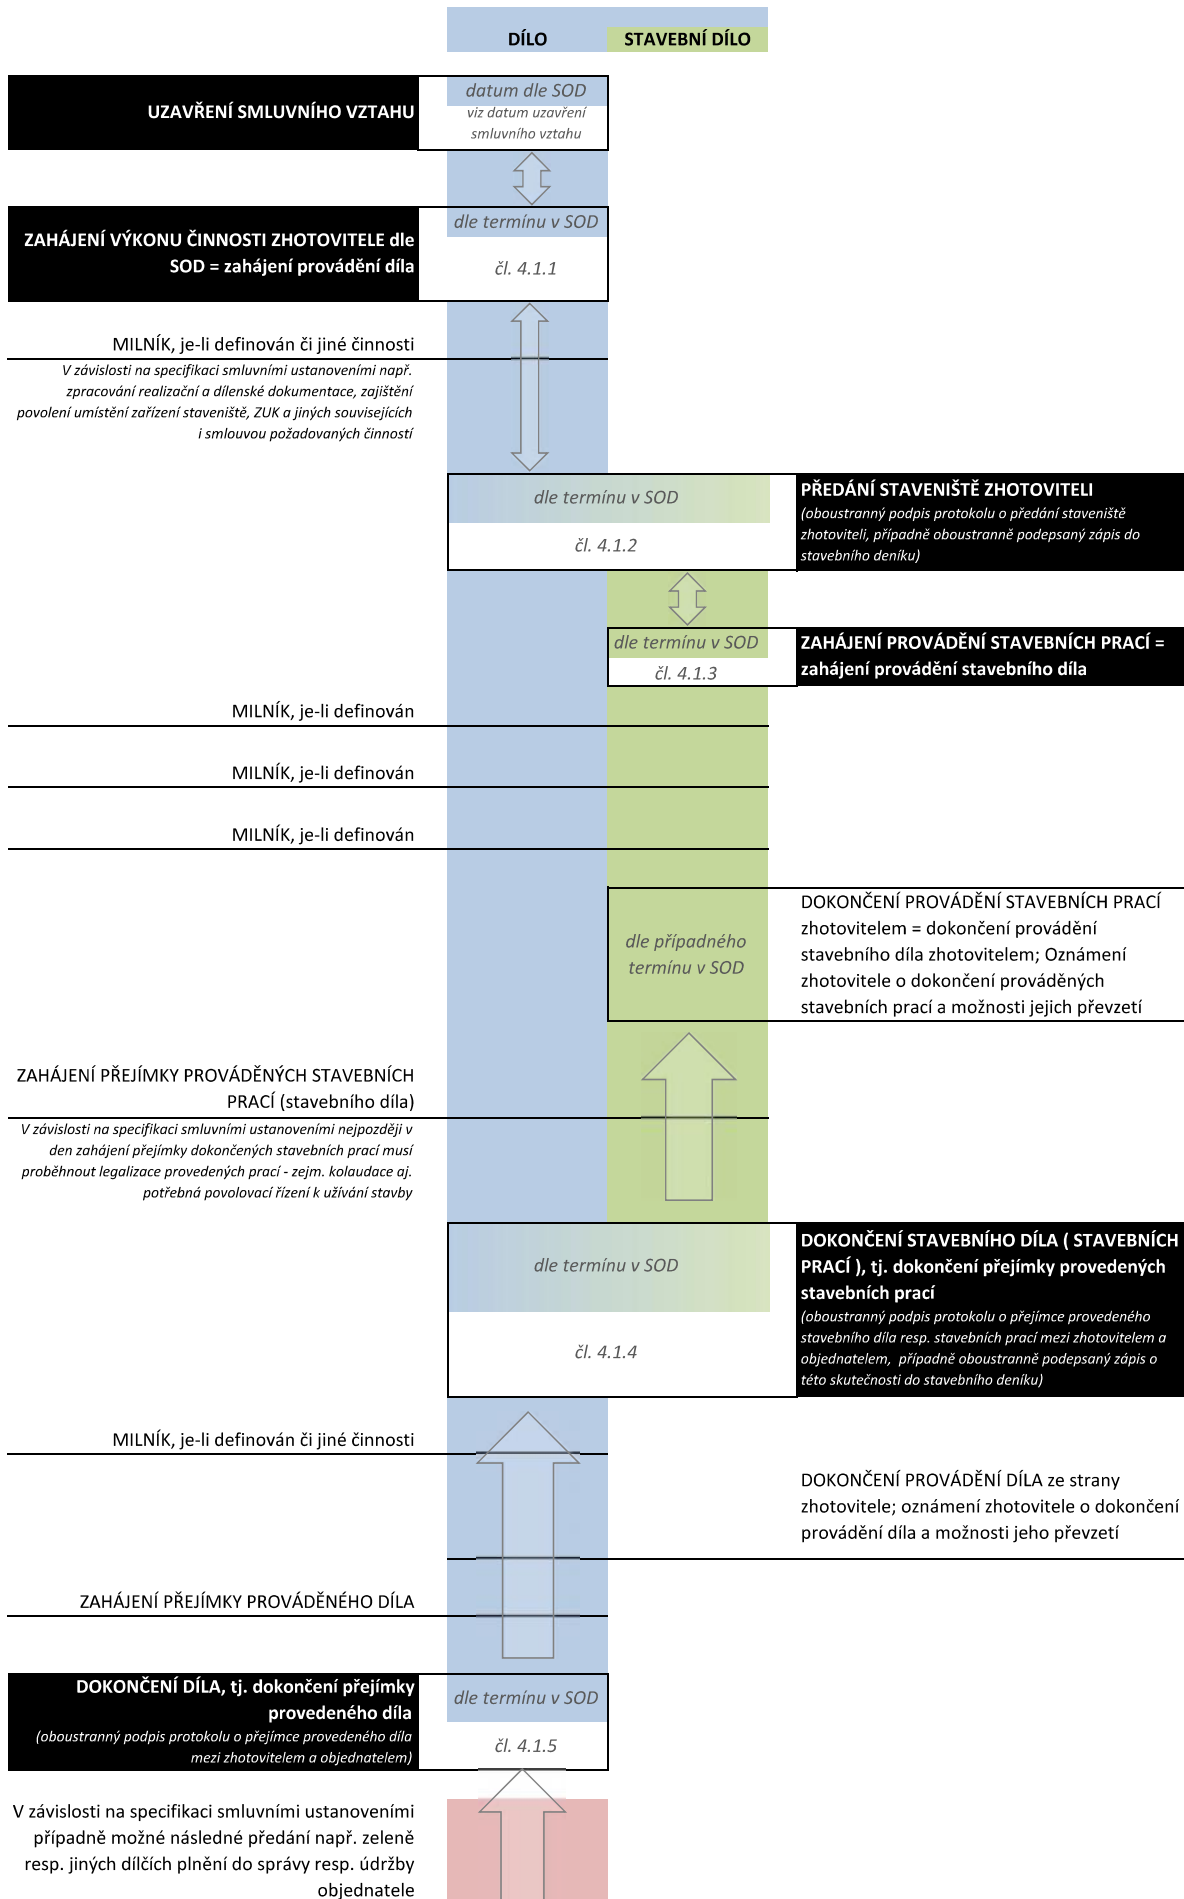 DÍLO
STAVEBNÍ DÍLO
UZAVŘENÍ SMLUVNÍHO VZTAHU
datum dle SOD
viz datum uzavření
smluvního vztahu
ZAHÁJENÍ VÝKONU ČINNOSTI ZHOTOVITELE dle
SOD = zahájení provádění díla
dle termínu v SOD
čl. 4.1.1
MILNÍK, je-li definován či jiné činnosti
V závislosti na specifikaci smluvními ustanoveními např.
zpracování realizační a dílenské dokumentace, zajištění
povolení umístění zařízení staveniště, ZUK a jiných souvisejících
i smlouvou požadovaných činností
dle termínu v SOD
čl. 4.1.2
PŘEDÁNÍ STAVENIŠTĚ ZHOTOVITELI
(oboustranný podpis protokolu o předání staveniště
zhotoviteli, případně oboustranně podepsaný zápis do
stavebního deníku)
dle termínu v SOD
čl. 4.1.3
ZAHÁJENÍ PROVÁDĚNÍ STAVEBNÍCH PRACÍ =
zahájení provádění stavebního díla
MILNÍK, je-li definován
MILNÍK, je-li definován
MILNÍK, je-li definován
dle případného
termínu v SOD
DOKONČENÍ PROVÁDĚNÍ STAVEBNÍCH PRACÍ
zhotovitelem = dokončení provádění
stavebního díla zhotovitelem; Oznámení
zhotovitele o dokončení prováděných
stavebních prací a možnosti jejich převzetí
ZAHÁJENÍ PŘEJÍMKY PROVÁDĚNÝCH STAVEBNÍCH
PRACÍ (stavebního díla)
V závislosti na specifikaci smluvními ustanoveními nejpozději v
den zahájení přejímky dokončených stavebních prací musí
proběhnout legalizace provedených prací - zejm. kolaudace aj.
potřebná povolovací řízení k užívání stavby
dle termínu v SOD
čl. 4.1.4
DOKONČENÍ STAVEBNÍHO DÍLA ( STAVEBNÍCH
PRACÍ ), tj. dokončení přejímky provedených
stavebních prací
(oboustranný podpis protokolu o přejímce provedeného
stavebního díla resp. stavebních prací mezi zhotovitelem a
objednatelem, případně oboustranně podepsaný zápis o
této skutečnosti do stavebního deníku)
MILNÍK, je-li definován či jiné činnosti
DOKONČENÍ PROVÁDĚNÍ DÍLA ze strany
zhotovitele; oznámení zhotovitele o dokončení
provádění díla a možnosti jeho převzetí
ZAHÁJENÍ PŘEJÍMKY PROVÁDĚNÉHO DÍLA
DOKONČENÍ DÍLA, tj. dokončení přejímky
provedeného díla
(oboustranný podpis protokolu o přejímce provedeného díla
mezi zhotovitelem a objednatelem)
dle termínu v SOD
čl. 4.1.5
V závislosti na specifikaci smluvními ustanoveními
případně možné následné předání např. zeleně
resp. jiných dílčích plnění do správy resp. údržby
objednatele